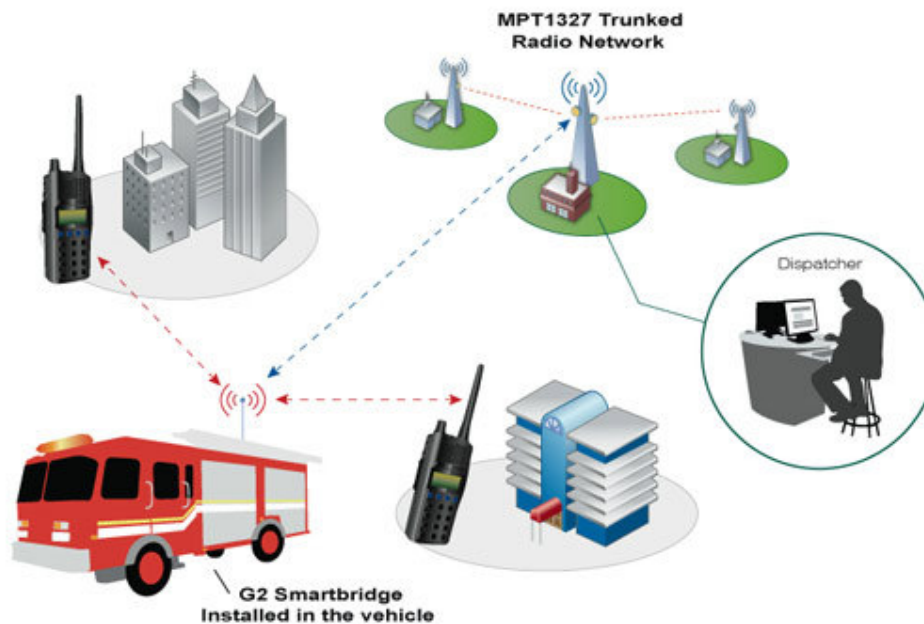 MPT1327 Trunked
Radio Network
Dispatcher
G2 Smartbridge
Installed in the vehicle